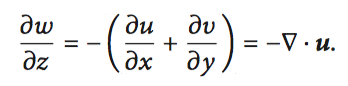 ∂w/∂z = −(∂u/∂x + ∂v/∂y) = −∇ · u.